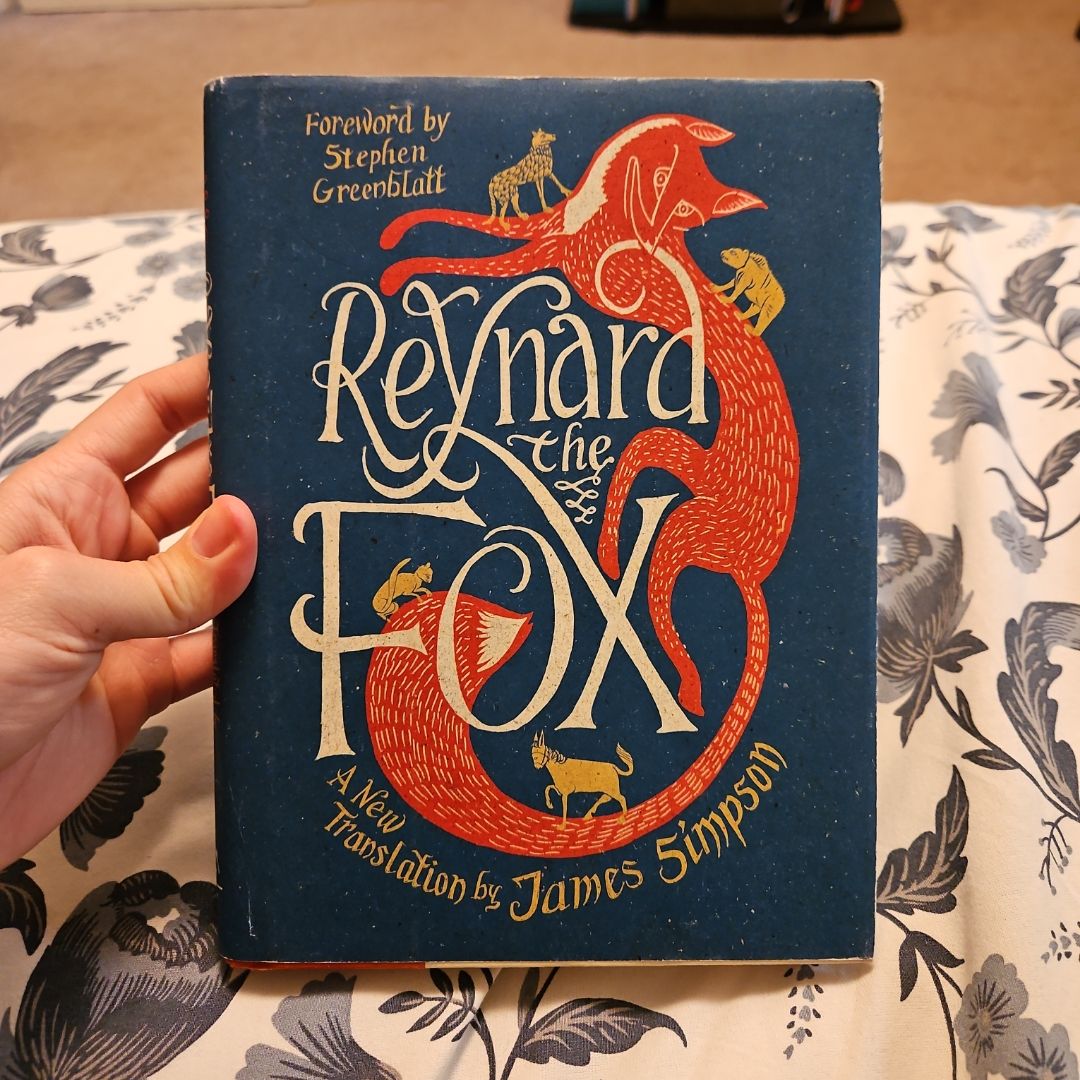 Foreword by
Stephen
Greenblatt
Reynard
the
Fox
A New
Translation by James Simpson